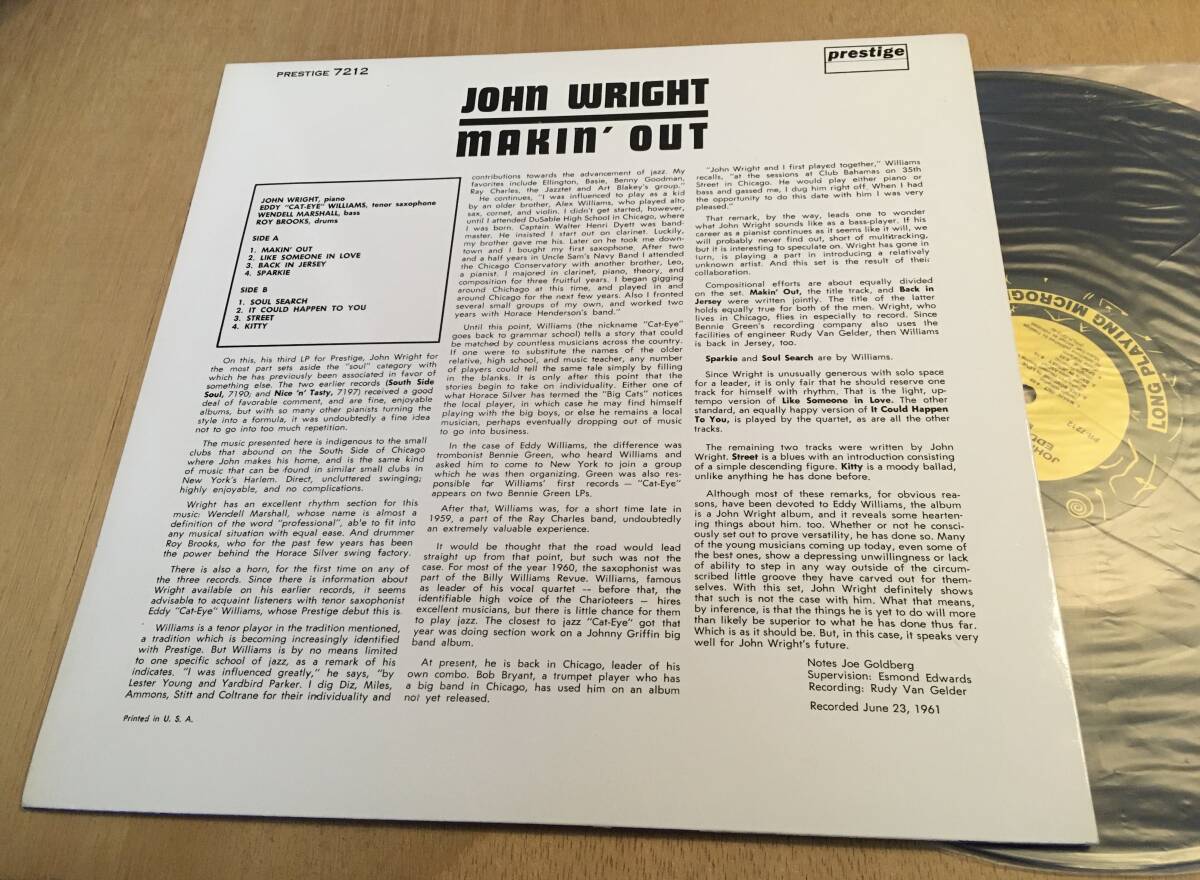 PRESTIGE 7212
prestige
JOHN WRIGHT
MAKIN' OUT
JOHN WRIGHT, piano
EDDY "CAT-EYE" WILLIAMS, tenor saxophone
WENDELL MARSHALL, bass
ROY BROOKS, drums
SIDE A
1. MAKIN' OUT
2. LIKE SOMEONE IN LOVE
3. BACK IN JERSEY
4. SPARKIE
SIDE B
1. SOUL SEARCH
2. IT COULD HAPPEN TO YOU
3. STREET
4. KITTY
On this, his third LP for Prestige, John Wright for
the most part sets aside the "soul" category with
which he has previously been associated in favor of
something else. The two earlier records (South Side
Soul, 7190; and Nice 'n' Tasty, 7197) received a good
deal of favorable comment, and are fine, enjoyable
albums, but with so many other pianists turning the
style into a formula, it was undoubtedly a fine idea
not to go into too much repetition.
The music presented here is indigenous to the small
clubs that abound on the South Side of Chicago
where John makes his home, and is the same kind
of music that can be found in similar small clubs in
New York's Harlem. Direct, uncluttered swinging;
highly enjoyable, and no complications.
Wright has an excellent rhythm section for this
music: Wendell Marshall, whose name is almost a
definition of the word "professional", ab'e to fit into
any musical situation with equal ease. And drummer
Roy Brooks, who for the past few years has been
the power behind the Horace Silver swing factory.
There is also a horn, for the first time on any of
the three records. Since there is information about
Wright available on his earlier records, it seems
advisable to acquaint listeners with tenor saxophonist
Eddy "Cat-Eye" Williams, whose Prestige debut this is.
Williams is a tenor player in the tradition mentioned,
a tradition which is becoming increasingly identified
with Prestige. But Williams is by no means limited
to one specific school of jazz, as a remark of his
indicates. "I was influenced greatly," he says, "by
Lester Young and Yardbird Parker. I dig Diz, Miles,
Ammons, Stitt and Coltrane for their individuality and
Printed in U. S. A.
contributions towards the advancement of jazz. My
favorites include Ellington, Basie, Benny Goodman,
Ray Charles, the Jazztet and Art Blakey's group."
He continues, "I was influenced to play as a kid
by an older brother, Alex Williams, who played alto
sax, cornet, and violin. I didn't get started, however,
until I attended DuSable High School in Chicago, where
I was born. Captain Walter Henri Dyett was band-
master. He insisted I start out on clarinet. Luckily,
my brother gave me his. Later on he took me down-
town and I bought my first saxophone. After two
and a half years in Uncle Sam's Navy Band I attended
the Chicago Conservatory with another brother, Leo,
a pianist. I majored in clarinet, piano, theory, and
composition for three fruitful years. I began gigging
around Chichago at this time, and played in and
around Chicago for the next few years. Also I fronted
several small groups of my own, and worked two
years with Horace Henderson's band."
Until this point, Williams (the nickname "Cat-Eye"
goes back to grammar school) tells a story that could
be matched by countless musicians across the country.
If one were to substitute the names of the older
relative, high school, and music teacher, any number
of players could tell the same tale simply by filling
in the blanks. It is only after this point that the
stories begin to take on individuality. Either one of
what Horace Silver has termed the "Big Cats" notices
the local player, in which case he may find himself
playing with the big boys, or else he remains a local
musician, perhaps eventually dropping out of music
to go into business.
In the case of Eddy Williams, the difference was
trombonist Bennie Green, who heard Williams and
asked him to come to New York to join a group
which he was then organizing. Green was also res-
ponsible for Williams' first records — "Cat-Eye"
appears on two Bennie Green LPs.
After that, Williams was, for a short time late in
1959, a part of the Ray Charles band, undoubtedly
an extremely valuable experience.
It would be thought that the road would lead
straight up from that point, but such was not the
case. For most of the year 1960, the saxophonist was
part of the Billy Williams Revue. Williams, famous
as leader of his vocal quartet -- before that, the
identifiable high voice of the Charioteers — hires
excellent musicians, but there is little chance for them
to play jazz. The closest to jazz "Cat-Eye" got that
year was doing section work on a Johnny Griffin big
band album.
At present, he is back in Chicago, leader of his
own combo. Bob Bryant, a trumpet player who has
a big band in Chicago, has used him on an album
not yet released.
"John Wright and I first played together," Williams
recalls, "at the sessions at Club Bahamas on 35th
Street in Chicago. He would play either piano or
bass and gassed me, I dug him right off. When I had
the opportunity to do this date with him I was very
pleased."
That remark, by the way, leads one to wonder
what John Wright sounds like as a bass-player. If his
career as a pianist continues as it seems like it will, we
will probably never find out, short of multitracking,
but it is interesting to speculate on. Wright has gone in
turn, is playing a part in introducing a relatively
unknown artist. And this set is the result of their
collaboration.
Compositional efforts are about equally divided
on the set. Makin' Out, the title track, and Back in
Jersey were written jointly. The title of the latter
holds equally true for both of the men. Wright, who
lives in Chicago, flies in especially to record. Since
Bennie Green's recording company also uses the
facilities of engineer Rudy Van Gelder, then Williams
is back in Jersey, too.
Sparkie and Soul Search are by Williams.
Since Wright is unusually generous with solo space
for a leader, it is only fair that he should reserve one
track for himself with rhythm. That is the light, up-
tempo version of Like Someone in Love. The other
standard, an equally happy version of It Could Happen
To You, is played by the quartet, as are all the other
tracks.
The remaining two tracks were written by John
Wright. Street is a blues with an introduction consisting
of a simple descending figure. Kitty is a moody ballad,
unlike anything he has done before.
Although most of these remarks, for obvious rea-
sons, have been devoted to Eddy Williams, the album
is a John Wright album, and it reveals some hearten-
ing things about him. too. Whether or not he consci-
ously set out to prove versatility, he has done so. Many
of the young musicians coming up today, even some of
the best ones, show a depressing unwillingness or lack
of ability to step in any way outside of the circum-
scribed little groove they have carved out for them-
selves. With this set, John Wright definitely shows
that such is not the case with him. What that means,
by inference, is that the things he is yet to do will more
than likely be superior to what he has done thus far.
Which is as it should be. But, in this case, it speaks very
well for John Wright's future.
Notes Joe Goldberg
Supervision: Esmond Edwards
Recording: Rudy Van Gelder
Recorded June 23, 1961
LONG PLAYING MICROG